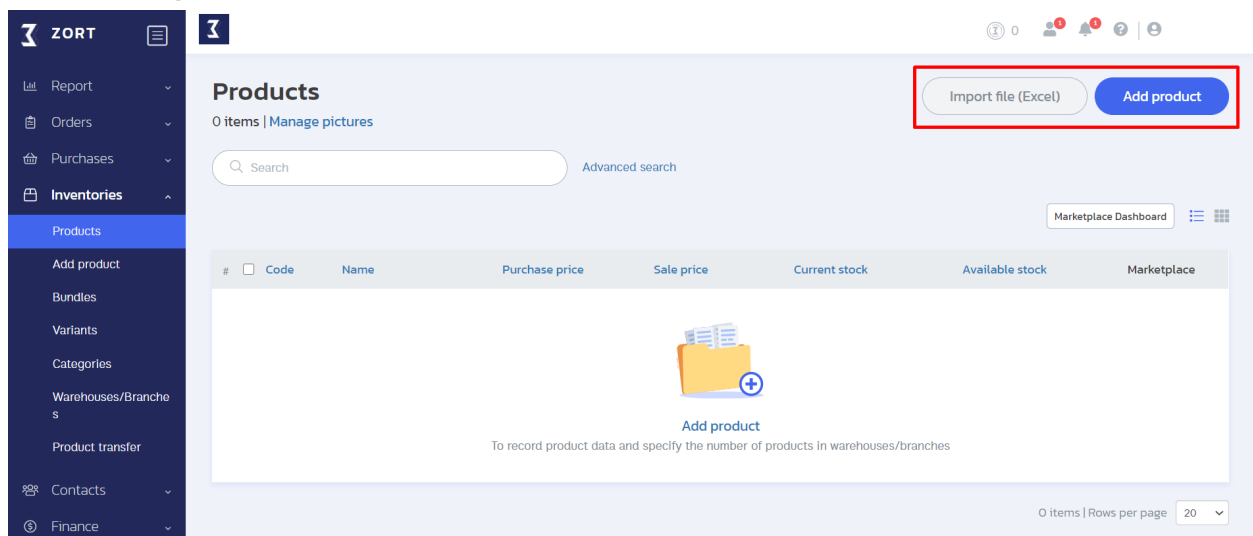 ZORT
0
1
1
Report
Orders
Purchases
Inventories
Products
Add product
Bundles
Variants
Categories
Warehouses/Branche
s
Product transfer
Contacts
Finance
Products
Import file (Excel)
Add product
0 items | Manage pictures
Search
Advanced search
Marketplace Dashboard
# Code Name Purchase price Sale price Current stock Available stock Marketplace
Add product
To record product data and specify the number of products in warehouses/branches
0 items | Rows per page 20